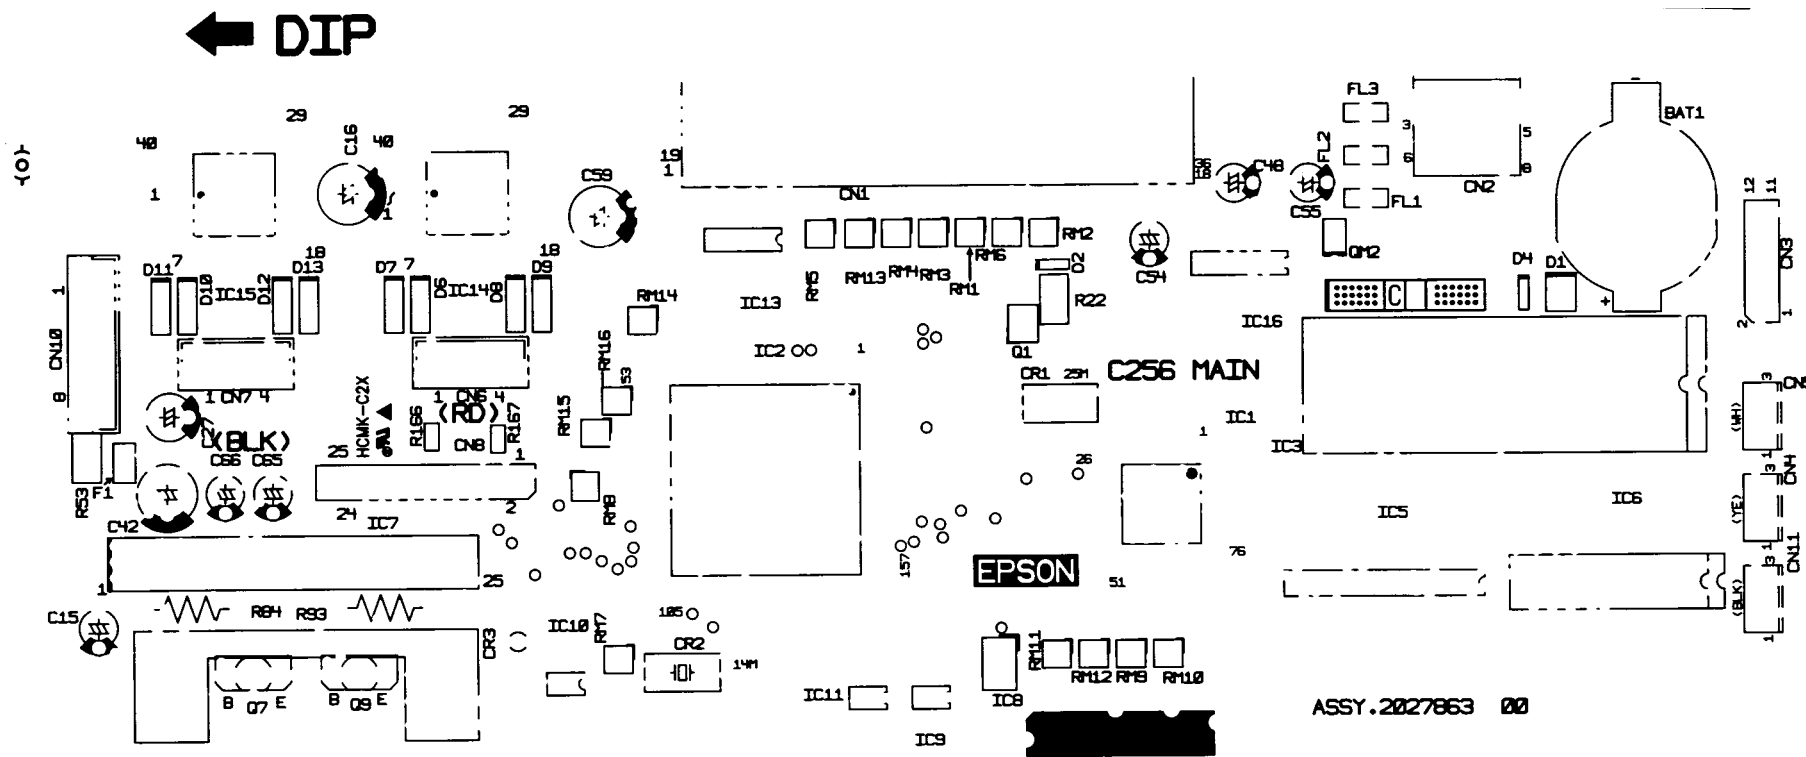 DIP
29
29
40
C16
40
BAT1
FL3
3
5
FL2
6
8
CN2
FL1
19
1
36
18
C48
C55
CN1
C59
1
1
12
11
CN3
2
1
RM2
RM6
RM5
RM13
RM4
RM3
RM1
D2
R22
C54
QM2
D4
D1
+
-
C
D11
7
D10
IC15
D12
18
D13
D7
7
D6
IC14
D8
18
D9
RM14
IC13
IC16
1
CN10
8
RM16
IC2
1
Q1
C256 MAIN
CR1
25M
53
1
CN7
4
1
CN6
4
HCMK-C2X
(RD)
R166
R167
CN8
RM15
(BLK)
C66
C65
25
1
IC1
1
IC3
CN5
3
(WH)
1
R53
F1
C42
24
IC7
2
RM8
26
IC5
IC6
3
CN4
(YE)
1
1
25
157
76
EPSON
51
3
CN11
(BLK)
1
C15
R84
R93
CR3
IC10
RM7
105
CR2
14M
RM11
RM12
RM9
RM10
B
Q7
E
B
Q9
E
IC11
IC8
IC9
ASSY.2027863 00